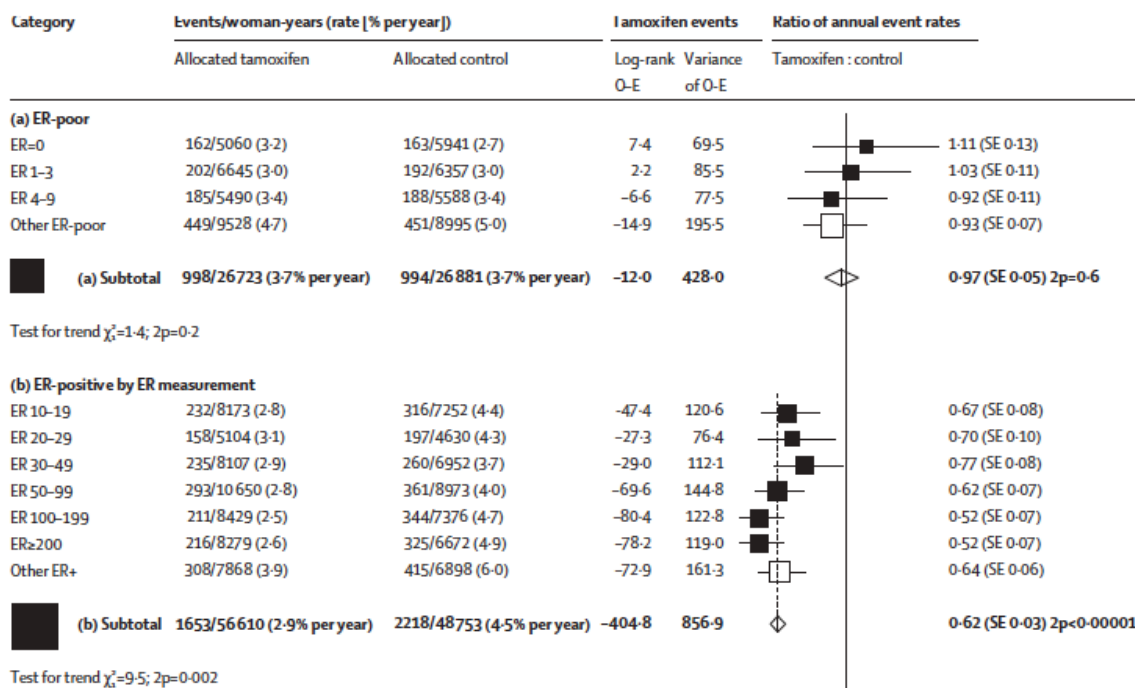 Category Events/woman-years (rate [% per year]) Tamoxifen events Ratio of annual event rates
Allocated tamoxifen Allocated control Log-rank Variance Tamoxifen : control
O–E of O-E
(a) ER-poor
ER=0 162/5060 (3·2) 163/5941 (2·7) 7·4 69·5 1·11 (SE 0·13)
ER 1–3 202/6645 (3·0) 192/6357 (3·0) 2·2 85·5 1·03 (SE 0·11)
ER 4–9 185/5490 (3·4) 188/5588 (3·4) –6·6 77·5 0·92 (SE 0·11)
Other ER-poor 449/9528 (4·7) 451/8995 (5·0) –14·9 195·5 0·93 (SE 0·07)
(a) Subtotal 998/26 723 (3·7% per year) 994/26 881 (3·7% per year) –12·0 428·0 0·97 (SE 0·05) 2p=0·6
Test for trend χ²₁=1·4; 2p=0·2
(b) ER-positive by ER measurement
ER 10–19 232/8173 (2·8) 316/7252 (4·4) –47·4 120·6 0·67 (SE 0·08)
ER 20–29 158/5104 (3·1) 197/4630 (4·3) –27·3 76·4 0·70 (SE 0·10)
ER 30–49 235/8107 (2·9) 260/6952 (3·7) –29·0 112·1 0·77 (SE 0·08)
ER 50–99 293/10 650 (2·8) 361/8973 (4·0) –69·6 144·8 0·62 (SE 0·07)
ER 100–199 211/8429 (2·5) 344/7376 (4·7) –80·4 122·8 0·52 (SE 0·07)
ER≥200 216/8279 (2·6) 325/6672 (4·9) –78·2 119·0 0·52 (SE 0·07)
Other ER+ 308/7868 (3·9) 415/6898 (6·0) –72·9 161·3 0·64 (SE 0·06)
(b) Subtotal 1653/56 610 (2·9% per year) 2218/48 753 (4·5% per year) –404·8 856·9 0·62 (SE 0·03) 2p<0·00001
Test for trend χ²₁=9·5; 2p=0·002